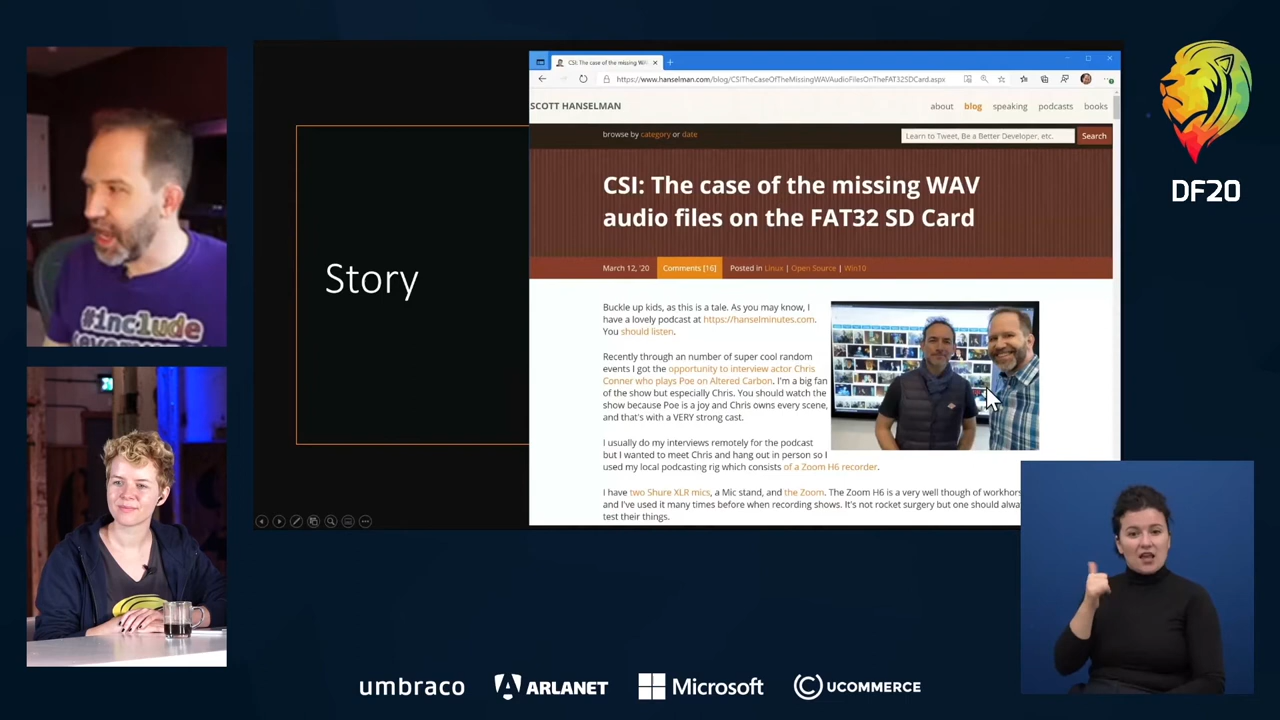 CSI: The case of the missing WA
https://www.hanselman.com/blog/CSITheCaseOfTheMissingWAVAudioFilesOnTheFAT32SDCard.aspx
SCOTT HANSELMAN
about blog speaking podcasts books
browse by category or date
Learn to Tweet, Be a Better Developer, etc. Search
CSI: The case of the missing WAV
audio files on the FAT32 SD Card
March 12, '20 Comments [16] Posted in Linux | Open Source | Win10
Story
Buckle up kids, as this is a tale. As you may know, I
have a lovely podcast at https://hanselminutes.com.
You should listen.
Recently through an number of super cool random
events I got the opportunity to interview actor Chris
Conner who plays Poe on Altered Carbon. I'm a big fan
of the show but especially Chris. You should watch the
show because Poe is a joy and Chris owns every scene,
and that's with a VERY strong cast.
I usually do my interviews remotely for the podcast
but I wanted to meet Chris and hang out in person so I
used my local podcasting rig which consists of a Zoom H6 recorder.
I have two Shure XLR mics, a Mic stand, and the Zoom. The Zoom H6 is a very well though of workhors
and I've used it many times before when recording shows. It's not rocket surgery but one should alwa
test their things.
#include
DF20
umbraco
ARLANET
Microsoft
UCOMMERCE